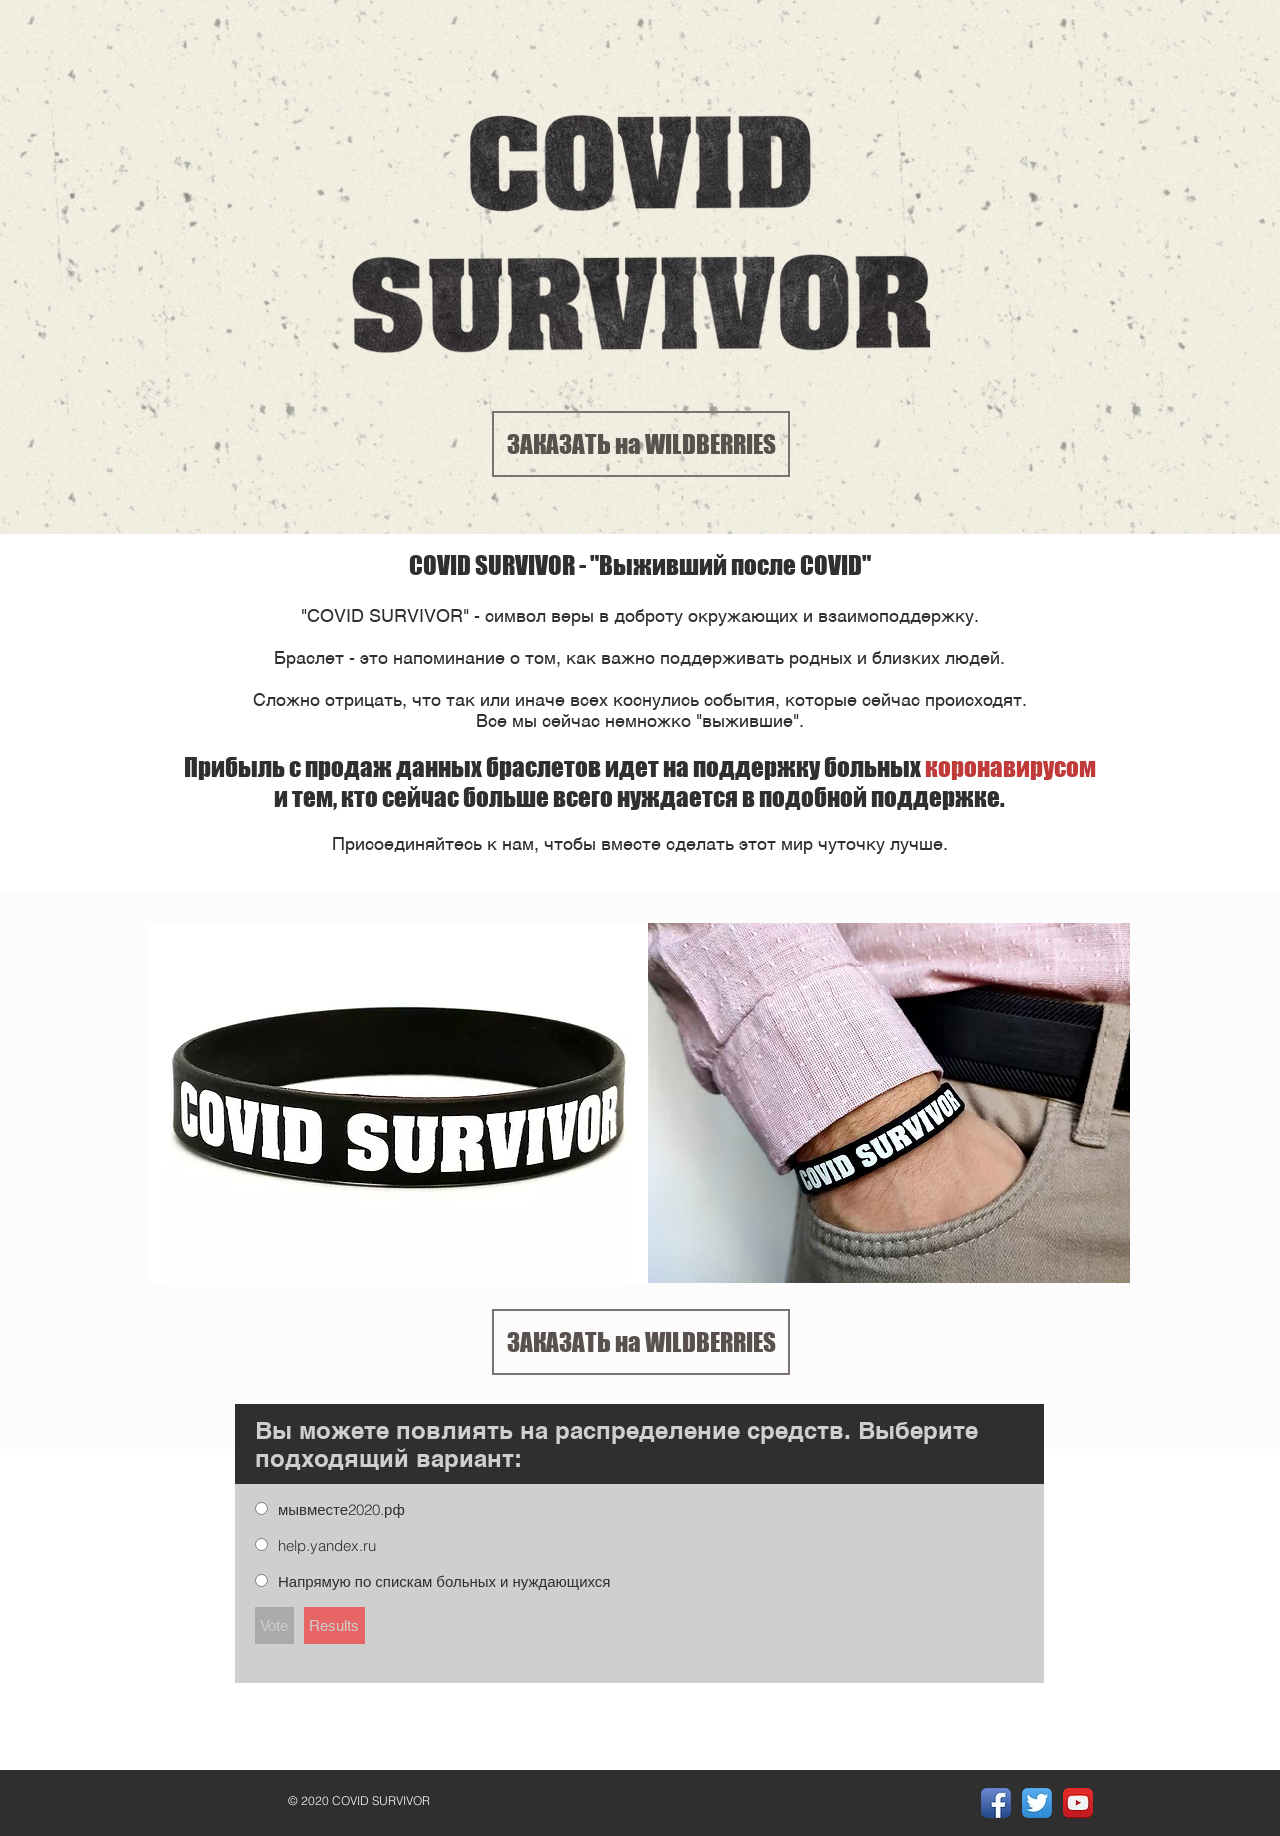 COVID
SURVIVOR
ЗАКАЗАТЬ на WILDBERRIES
COVID SURVIVOR - "Выживший после COVID"
"COVID SURVIVOR" - символ веры в доброту окружающих и взаимоподдержку.
Браслет - это напоминание о том, как важно поддерживать родных и близких людей.
Сложно отрицать, что так или иначе всех коснулись события, которые сейчас происходят.
Все мы сейчас немножко "выжившие".
Прибыль с продаж данных браслетов идет на поддержку больных коронавирусом
и тем, кто сейчас больше всего нуждается в подобной поддержке.
Присоединяйтесь к нам, чтобы вместе сделать этот мир чуточку лучше.
COVID SURVIVOR
COVID SURVIVOR
ЗАКАЗАТЬ на WILDBERRIES
Вы можете повлиять на распределение средств. Выберите
подходящий вариант:
мывместе2020.рф
help.yandex.ru
Напрямую по спискам больных и нуждающихся
Vote Results
© 2020 COVID SURVIVOR